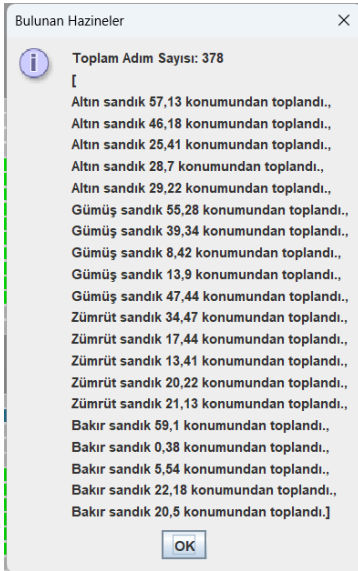 Bulunan Hazineler
Toplam Adım Sayısı: 378
[
Altın sandık 57,13 konumundan toplandı.,
Altın sandık 46,18 konumundan toplandı.,
Altın sandık 25,41 konumundan toplandı.,
Altın sandık 28,7 konumundan toplandı.,
Altın sandık 29,22 konumundan toplandı.,
Gümüş sandık 55,28 konumundan toplandı.,
Gümüş sandık 39,34 konumundan toplandı.,
Gümüş sandık 8,42 konumundan toplandı.,
Gümüş sandık 13,9 konumundan toplandı.,
Gümüş sandık 47,44 konumundan toplandı.,
Zümrüt sandık 34,47 konumundan toplandı.,
Zümrüt sandık 17,44 konumundan toplandı.,
Zümrüt sandık 13,41 konumundan toplandı.,
Zümrüt sandık 20,22 konumundan toplandı.,
Zümrüt sandık 21,13 konumundan toplandı.,
Bakır sandık 59,1 konumundan toplandı.,
Bakır sandık 0,38 konumundan toplandı.,
Bakır sandık 5,54 konumundan toplandı.,
Bakır sandık 22,18 konumundan toplandı.,
Bakır sandık 20,5 konumundan toplandı.]
OK